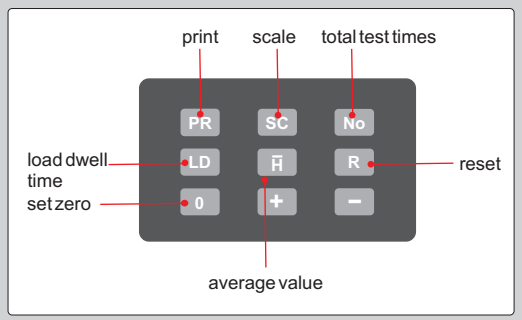 print scale total test times
PR SC No
load dwell
time
LD H̅ R
reset
set zero
0 + −
average value